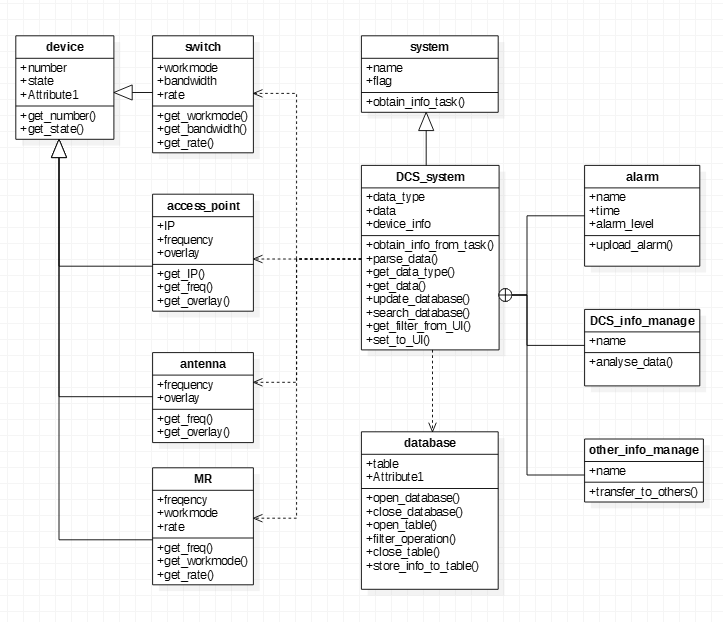 device
+number
+state
+Attribute1
+get_number()
+get_state()
switch
+workmode
+bandwidth
+rate
+get_workmode()
+get_bandwidth()
+get_rate()
system
+name
+flag
+obtain_info_task()
access_point
+IP
+frequency
+overlay
+get_IP()
+get_freq()
+get_overlay()
DCS_system
+data_type
+data
+device_info
+obtain_info_from_task()
+parse_data()
+get_data_type()
+get_data()
+update_database()
+search_database()
+get_filter_from_UI()
+set_to_UI()
alarm
+name
+time
+alarm_level
+upload_alarm()
DCS_info_manage
+name
+analyse_data()
antenna
+frequency
+overlay
+get_freq()
+get_overlay()
MR
+freqency
+workmode
+rate
+get_freq()
+get_workmode()
+get_rate()
database
+table
+Attribute1
+open_database()
+close_database()
+open_table()
+filter_operation()
+close_table()
+store_info_to_table()
other_info_manage
+name
+transfer_to_others()